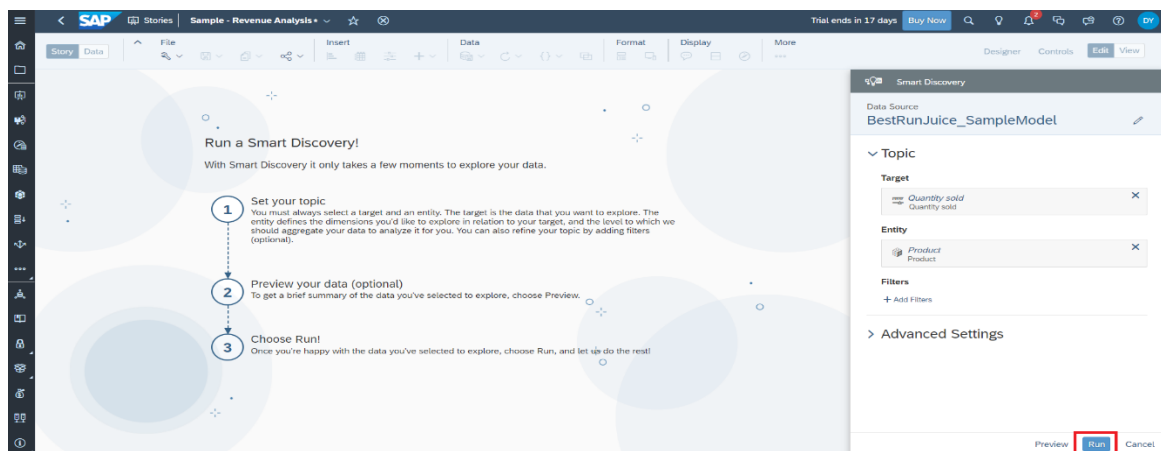 SAP
Stories
Sample - Revenue Analysis*
Trial ends in 17 days
Buy Now
2
DY
Story
Data
File
Insert
Data
Format
Display
More
Designer
Controls
Edit
View
Smart Discovery
Data Source
BestRunJuice_SampleModel
Topic
Target
Quantity sold
Quantity sold
Entity
Product
Product
Filters
+ Add Filters
Advanced Settings
Run a Smart Discovery!
With Smart Discovery it only takes a few moments to explore your data.
1
Set your topic
You must always select a target and an entity. The target is the data that you want to explore. The
entity defines the dimensions you'd like to explore in relation to your target, and the level to which we
should aggregate your data to analyze it for you. You can also refine your topic by adding filters
(optional).
2
Preview your data (optional)
To get a brief summary of the data you've selected to explore, choose Preview.
3
Choose Run!
Once you're happy with the data you've selected to explore, choose Run, and let us do the rest!
Preview
Run
Cancel